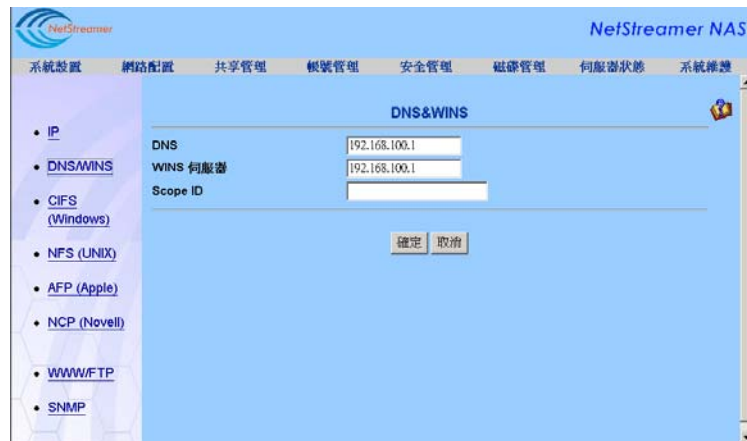 NetStreamer
NetStreamer NAS
系統設置 網路配置 共享管理 帳號管理 安全管理 磁碟管理 伺服器狀態 系統維護
DNS&WINS
IP
DNS/WINS
CIFS
(Windows)
NFS (UNIX)
AFP (Apple)
NCP (Novell)
WWW/FTP
SNMP
DNS 192.168.100.1
WINS 伺服器 192.168.100.1
Scope ID
確定 取消